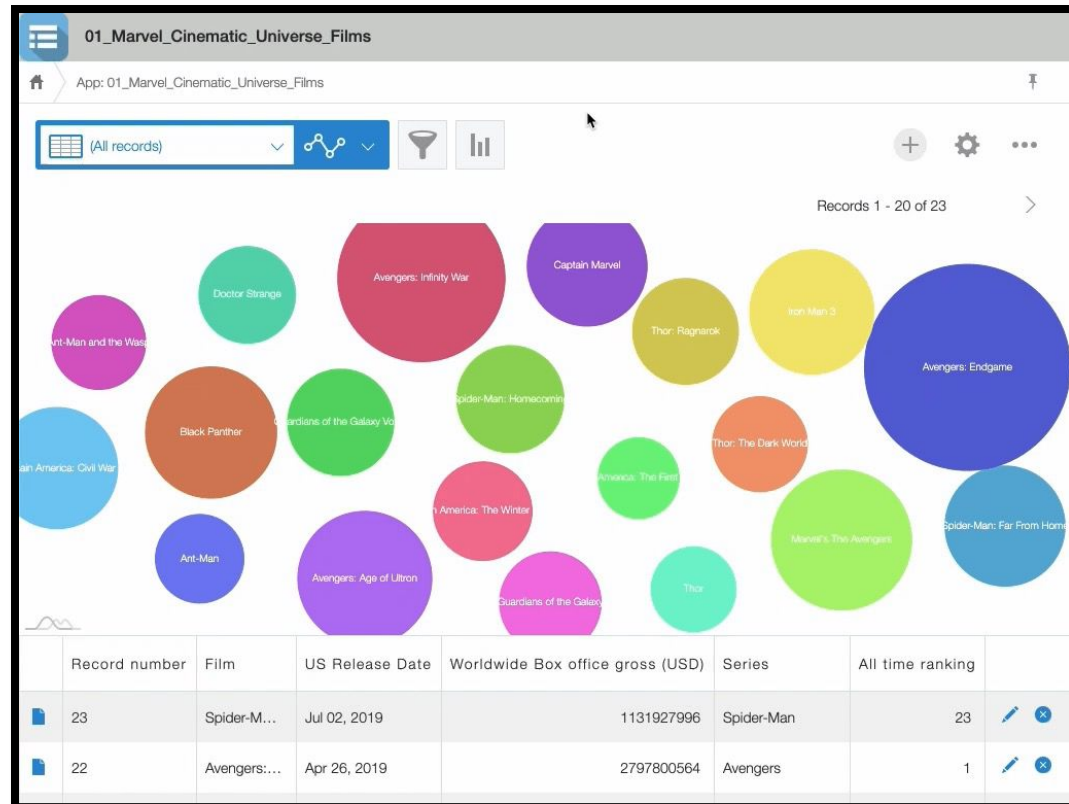 01_Marvel_Cinematic_Universe_Films
App: 01_Marvel_Cinematic_Universe_Films
(All records)
Records 1 - 20 of 23
Avengers: Infinity War
Captain Marvel
Doctor Strange
Iron Man 3
Thor: Ragnarok
nt-Man and the Wasp
Avengers: Endgame
Spider-Man: Homecoming
ardians of the Galaxy Vo
Black Panther
Thor: The Dark World
ain America: Civil War
America: The First
America: The Winter
Spider-Man: Far From Home
Marvel's The Avengers
Ant-Man
Avengers: Age of Ultron
Thor
Guardians of the Galaxy
Record number Film US Release Date Worldwide Box office gross (USD) Series All time ranking
23 Spider-M... Jul 02, 2019 1131927996 Spider-Man 23
22 Avengers:... Apr 26, 2019 2797800564 Avengers 1